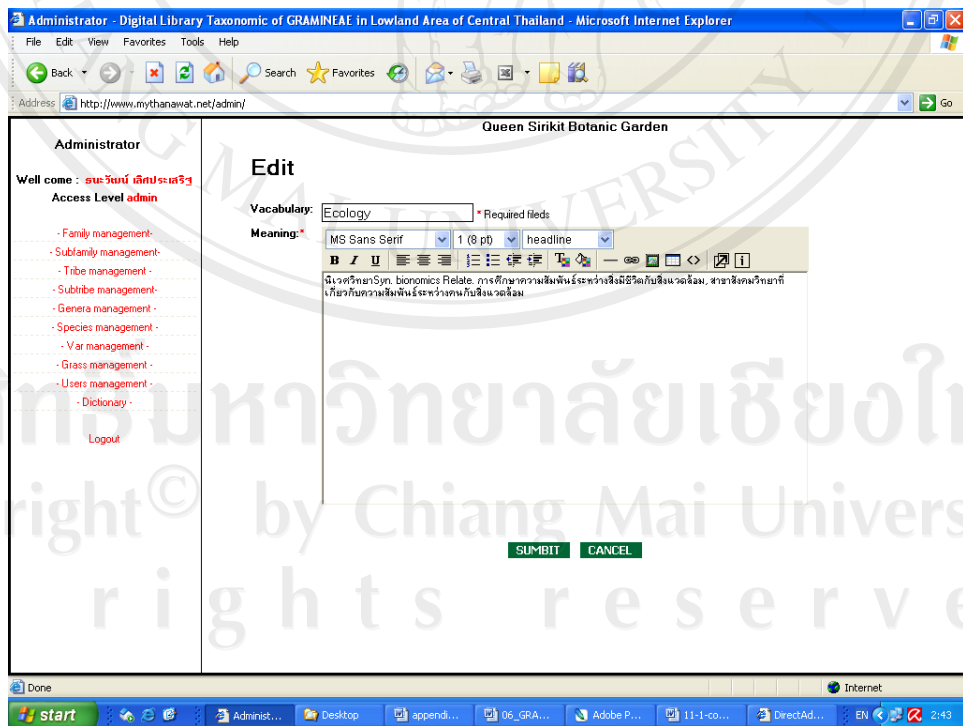 Administrator - Digital Library Taxonomic of GRAMINEAE in Lowland Area of Central Thailand - Microsoft Internet Explorer
File Edit View Favorites Tools Help
Back Search Favorites
Address http://www.mythanawat.net/admin/ Go
Queen Sirikit Botanic Garden
Administrator
Well come : ธนะวัฒน์ เลิศประเสริฐ
Access Level admin
- Family management-
- Subfamily management-
- Tribe management -
- Subtribe management-
- Genera management -
- Species management -
- Var management -
- Grass management -
- Users management -
- Dictionary -
Logout
Edit
Vacabulary: Ecology * Required fileds
Meaning:* MS Sans Serif 1 (8 pt) headline
B I U
นิเวศวิทยาSyn. bionomics Relate. การศึกษาความสัมพันธ์ระหว่างสิ่งมีชีวิตกับสิ่งแวดล้อม, สาขาสังคมวิทยาที่
เกี่ยวกับความสัมพันธ์ระหว่างคนกับสิ่งแวดล้อม
SUMBIT CANCEL
มหาวิทยาลัยเชียงให
right© by Chiang Mai Univers
rights reserve
Done Internet
start Administ... Desktop appendi... 06_GRA... Adobe P... 11-1-co... DirectAd... EN 2:43